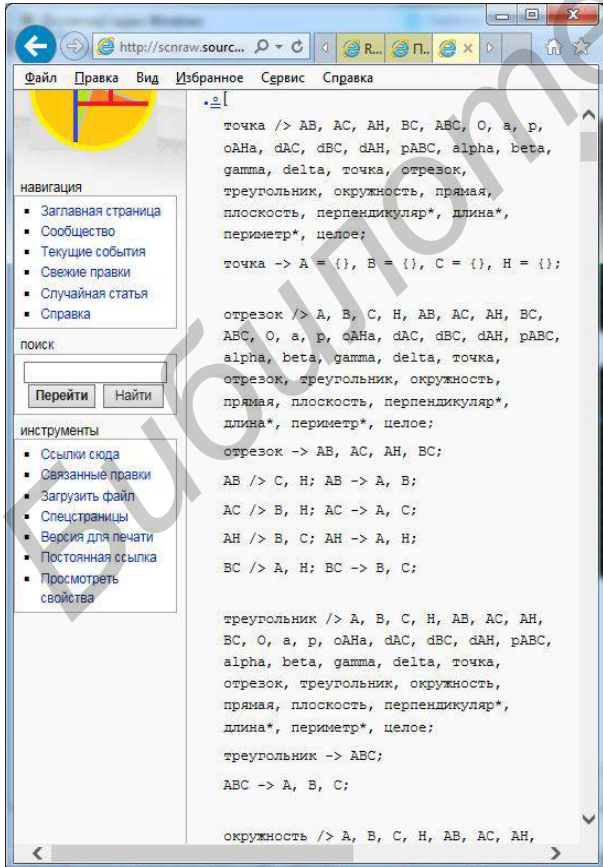 http://scnraw.sourc...
R...
П..
Файл Правка Вид Избранное Сервис Справка
навигация
Заглавная страница
Сообщество
Текущие события
Свежие правки
Случайная статья
Справка
поиск
Перейти Найти
инструменты
Ссылки сюда
Связанные правки
Загрузить файл
Спецстраницы
Версия для печати
Постоянная ссылка
Просмотреть
свойства
точка /> AB, AC, AH, BC, ABC, O, a, p,
oAHa, dAC, dBC, dAH, pABC, alpha, beta,
gamma, delta, точка, отрезок,
треугольник, окружность, прямая,
плоскость, перпендикуляр*, длина*,
периметр*, целое;
точка -> A = {}, B = {}, C = {}, H = {};
отрезок /> A, B, C, H, AB, AC, AH, BC,
ABC, O, a, p, oAHa, dAC, dBC, dAH, pABC,
alpha, beta, gamma, delta, точка,
отрезок, треугольник, окружность,
прямая, плоскость, перпендикуляр*,
длина*, периметр*, целое;
отрезок -> AB, AC, AH, BC;
AB /> C, H; AB -> A, B;
AC /> B, H; AC -> A, C;
AH /> B, C; AH -> A, H;
BC /> A, H; BC -> B, C;
треугольник /> A, B, C, H, AB, AC, AH,
BC, O, a, p, oAHa, dAC, dBC, dAH, pABC,
alpha, beta, gamma, delta, точка,
отрезок, треугольник, окружность,
прямая, плоскость, перпендикуляр*,
длина*, периметр*, целое;
треугольник -> ABC;
ABC -> A, B, C;
окружность /> A, B, C, H, AB, AC, AH,